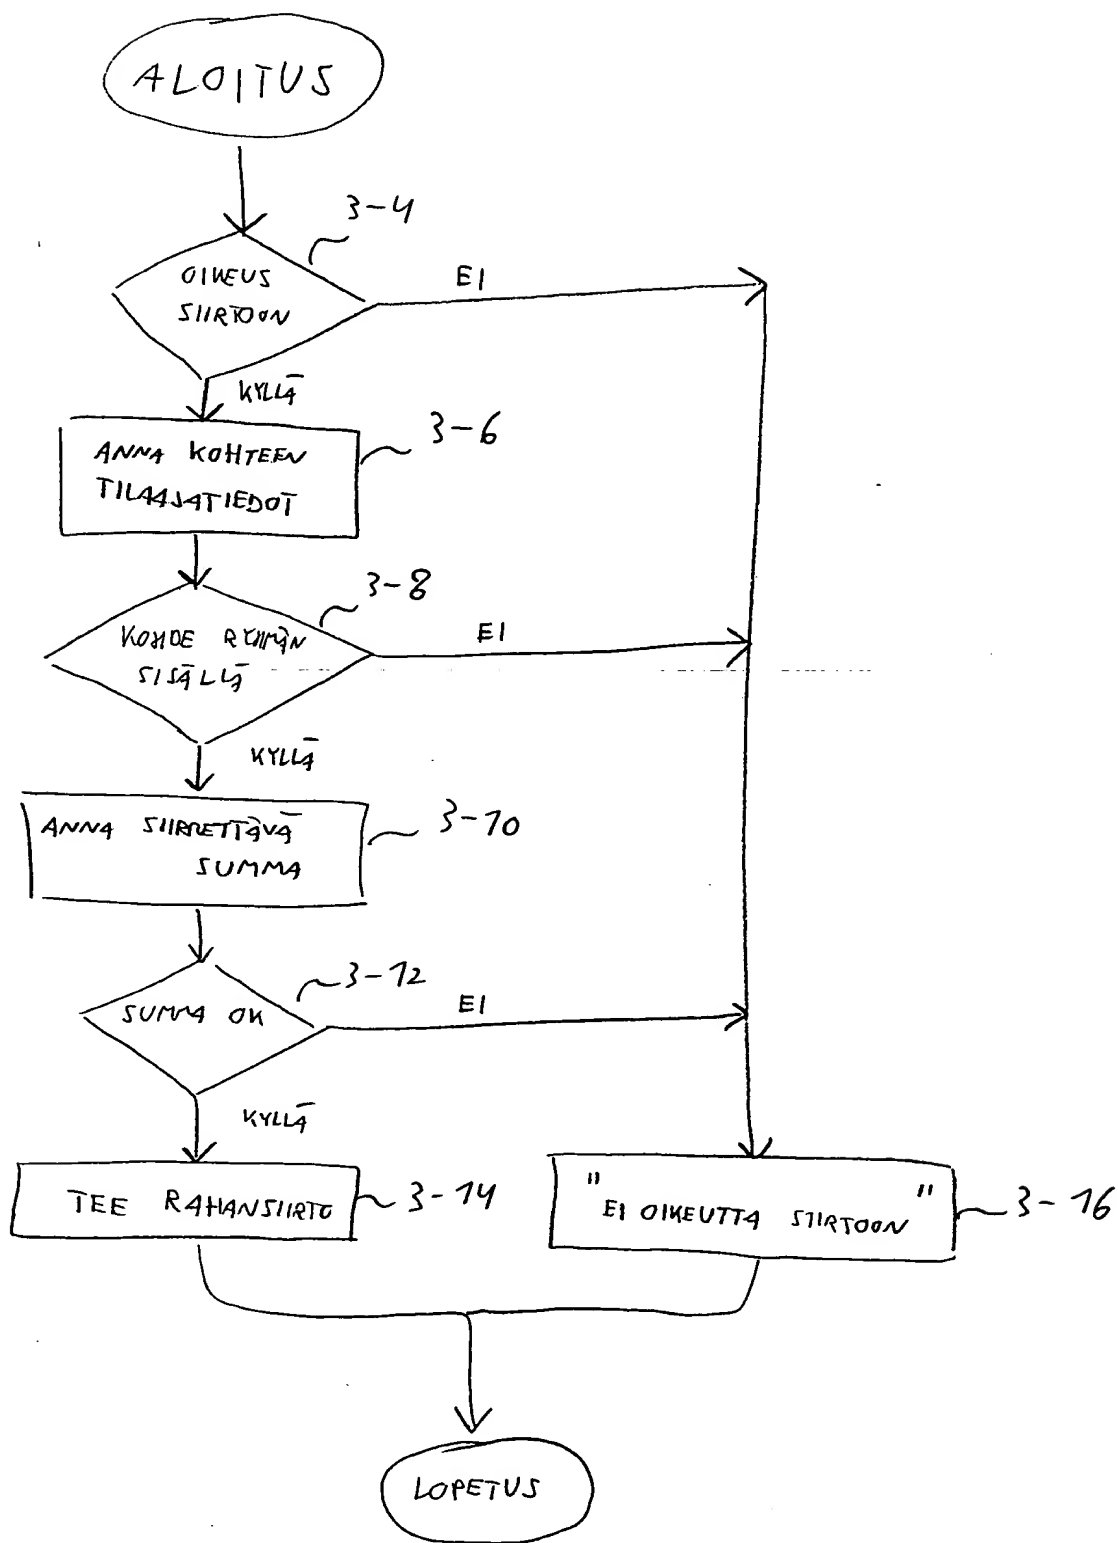 ALOITUS
3-4
OIKEUS
SIIRTOON
EI
KYLLÄ
3-6
ANNA KOHTEEN
TILAAJATIEDOT
3-8
KOHDE RYHMÄN
SISÄLLÄ
EI
KYLLÄ
3-10
ANNA SIIRRETTÄVÄ
SUMMA
3-12
SUMMA OK
EI
KYLLÄ
TEE RAHANSIIRTO
3-14
"EI OIKEUTTA SIIRTOON"
3-16
LOPETUS